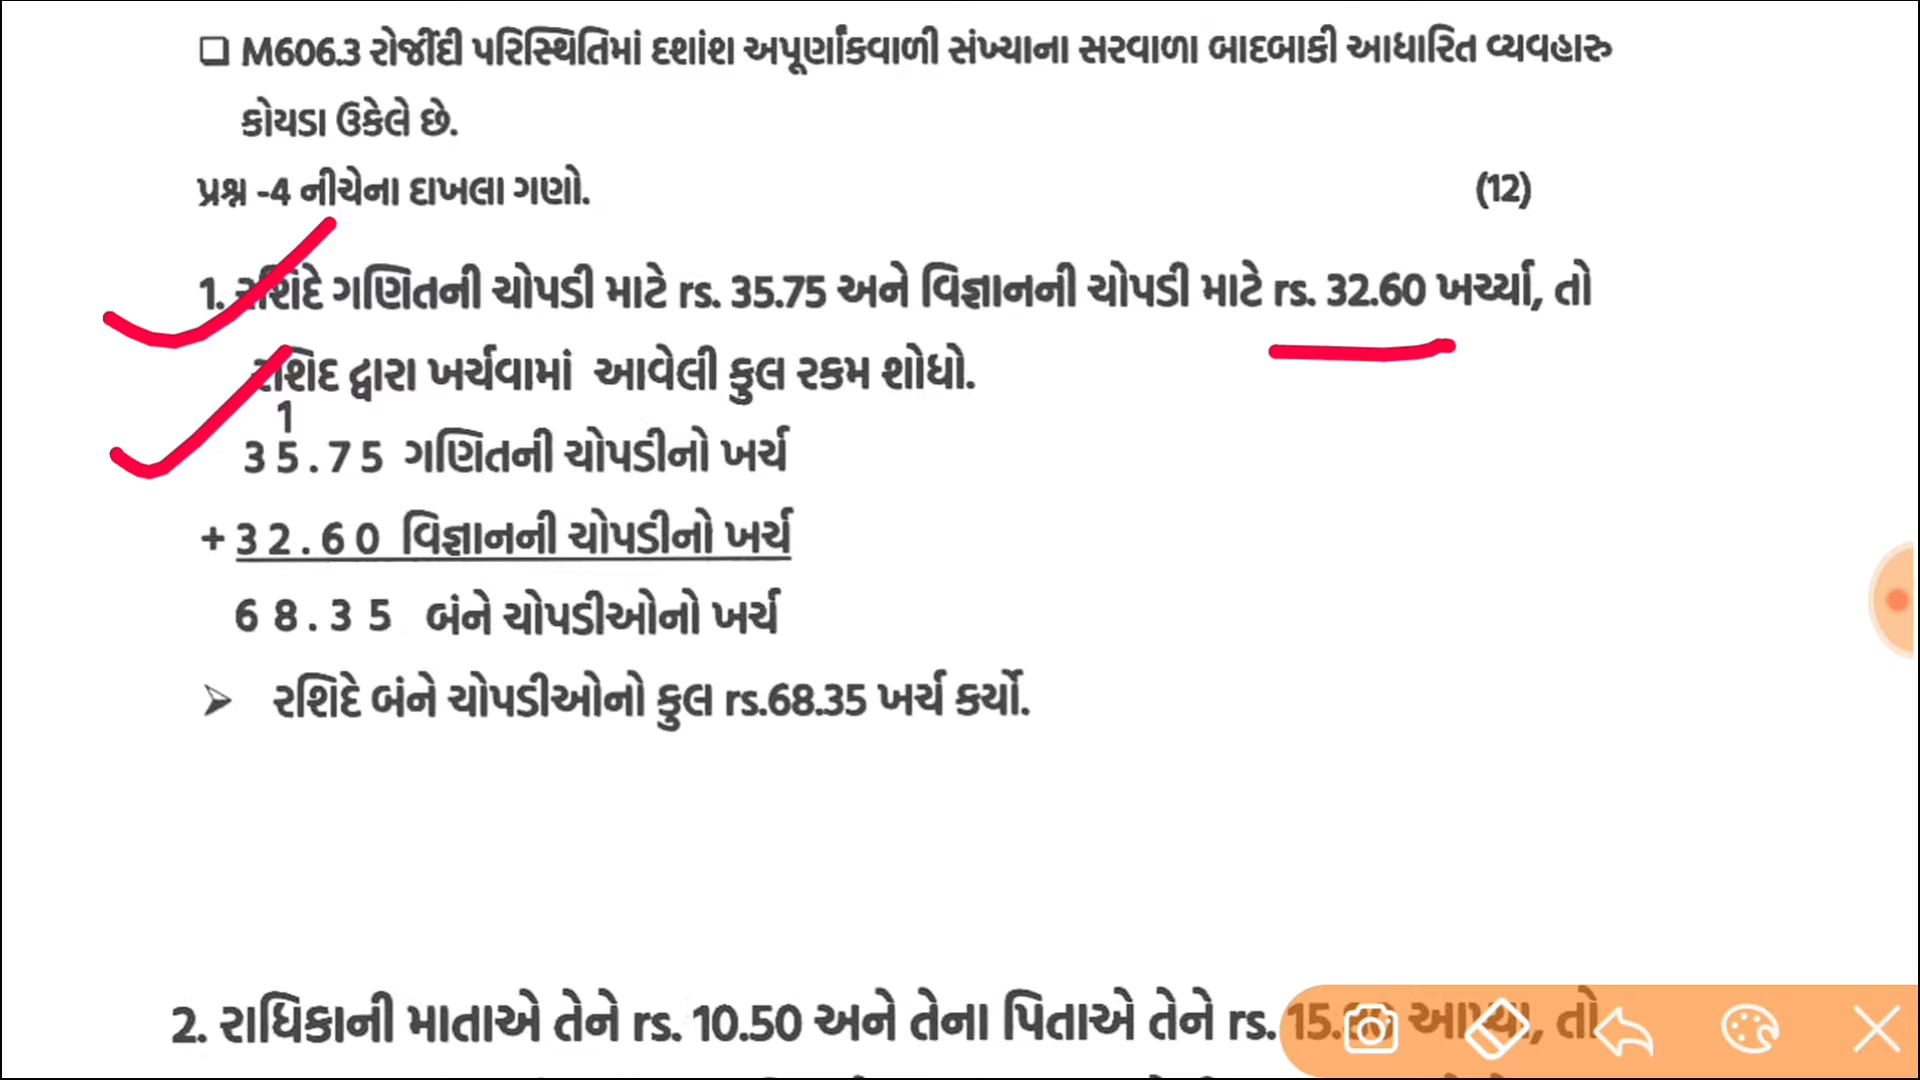 ❑ M606.3 રોજીંદી પરિસ્થિતિમાં દશાંશ અપૂર્ણાંકવાળી સંખ્યાના સરવાળા બાદબાકી આધારિત વ્યવહારુ
કોયડા ઉકેલે છે.
પ્રશ્ન -4 નીચેના દાખલા ગણો. (12)
1. રશિદે ગણિતની ચોપડી માટે rs. 35.75 અને વિજ્ઞાનની ચોપડી માટે rs. 32.60 ખર્ચ્યા, તો
રશિદ દ્વારા ખર્ચવામાં આવેલી કુલ રકમ શોધો.
1
35.75 ગણિતની ચોપડીનો ખર્ચ
+ 32.60 વિજ્ઞાનની ચોપડીનો ખર્ચ
68.35 બંને ચોપડીઓનો ખર્ચ
➢ રશિદે બંને ચોપડીઓનો કુલ rs.68.35 ખર્ચ કર્યો.
2. રાધિકાની માતાએ તેને rs. 10.50 અને તેના પિતાએ તેને rs. આપ્યા, તો